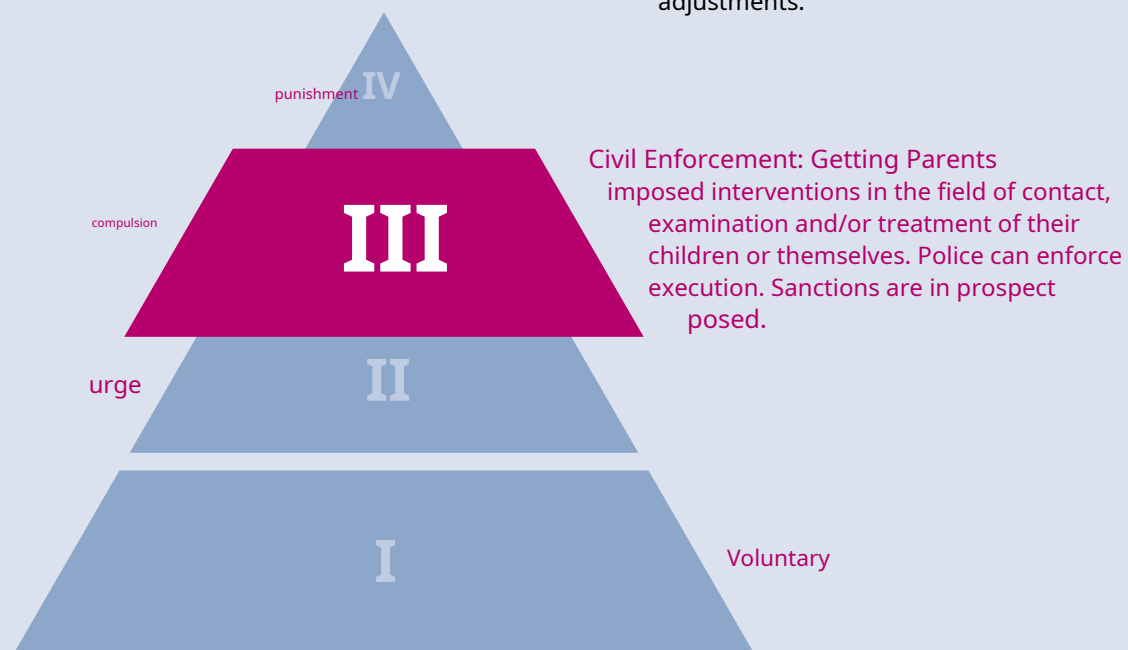 adjustments.
IV
punishment
Civil Enforcement: Getting Parents
imposed interventions in the field of contact,
examination and/or treatment of their
children or themselves. Police can enforce
execution. Sanctions are in prospect
posed.
III
compulsion
II
urge
I
Voluntary